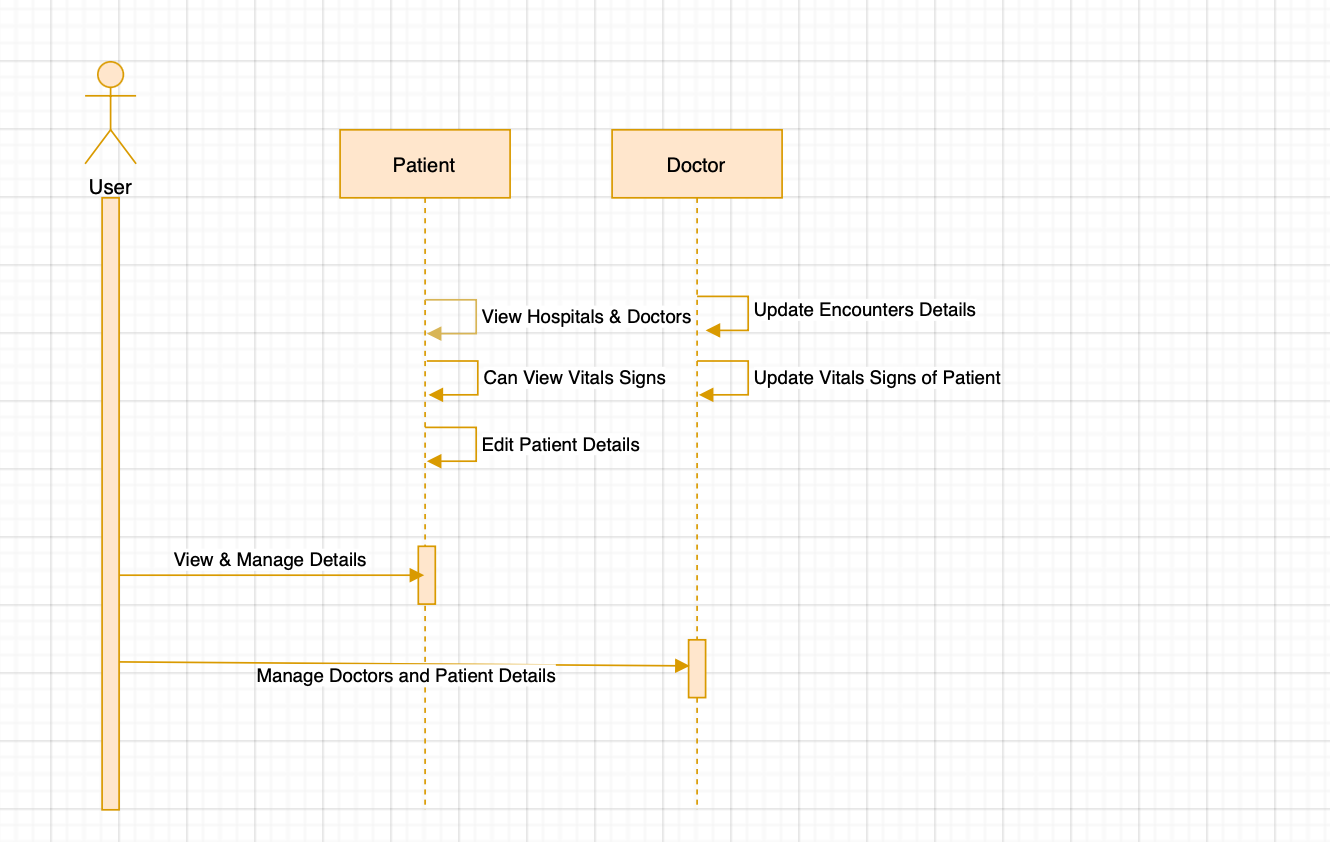 User
Patient
Doctor
View Hospitals & Doctors
Update Encounters Details
Can View Vitals Signs
Update Vitals Signs of Patient
Edit Patient Details
View & Manage Details
Manage Doctors and Patient Details